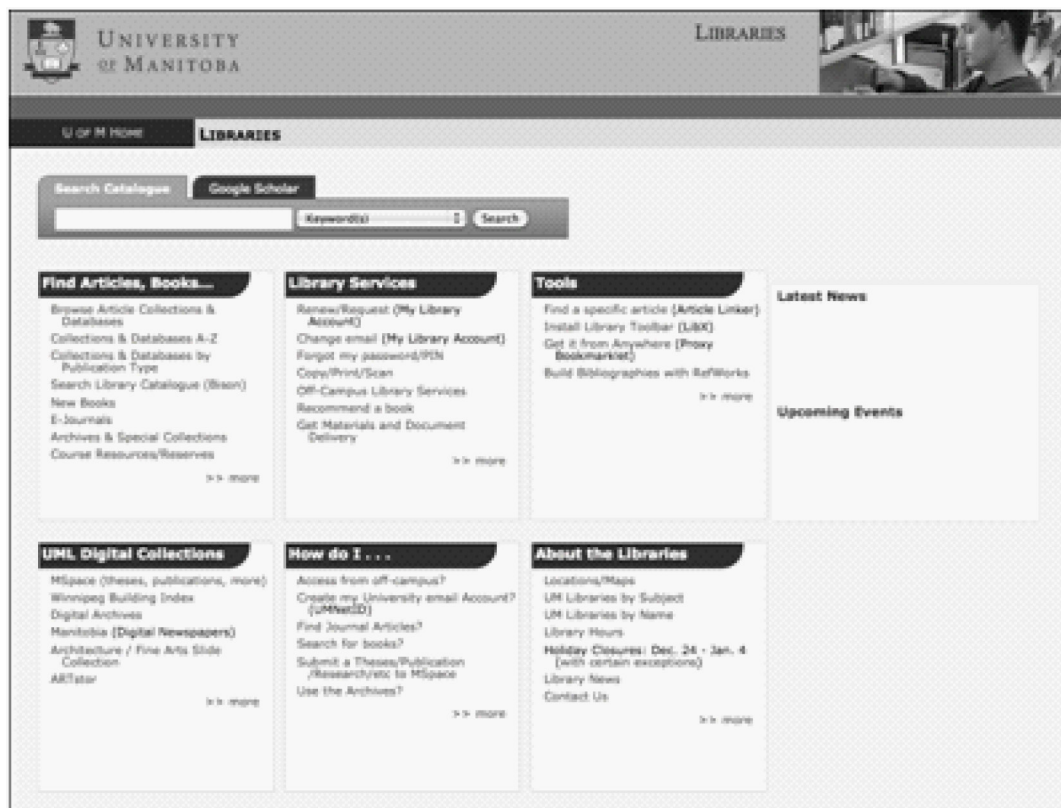 UNIVERSITY
OF MANITOBA
LIBRARIES
U OF M HOME
LIBRARIES
Search Catalogue
Google Scholar
Keyword(s)
Search
Find Articles, Books...
Browse Article Collections &
Databases
Collections & Databases A-Z
Collections & Databases by
Publication Type
Search Library Catalogue (Bison)
New Books
E-Journals
Archives & Special Collections
Course Resources/Reserves
>> more
Library Services
Renew/Request (My Library
Account)
Change email (My Library Account)
Forgot my password/PIN
Copy/Print/Scan
Off-Campus Library Services
Recommend a book
Get Materials and Document
Delivery
>> more
Tools
Find a specific article (Article Linker)
Install Library Toolbar (LibX)
Get it from Anywhere (Proxy
Bookmarklet)
Build Bibliographies with RefWorks
>> more
Latest News
Upcoming Events
UML Digital Collections
MSpace (theses, publications, more)
Winnipeg Building Index
Digital Archives
Manitobia (Digital Newspapers)
Architecture / Fine Arts Slide
Collection
ARTstor
>> more
How do I . . .
Access from off-campus?
Create my University email Account?
(UMNetID)
Find Journal Articles?
Search for books?
Submit a Theses/Publication
/Research/etc to MSpace
Use the Archives?
>> more
About the Libraries
Locations/Maps
UM Libraries by Subject
UM Libraries by Name
Library Hours
Holiday Closures: Dec. 24 - Jan. 4
(with certain exceptions)
Library News
Contact Us
>> more